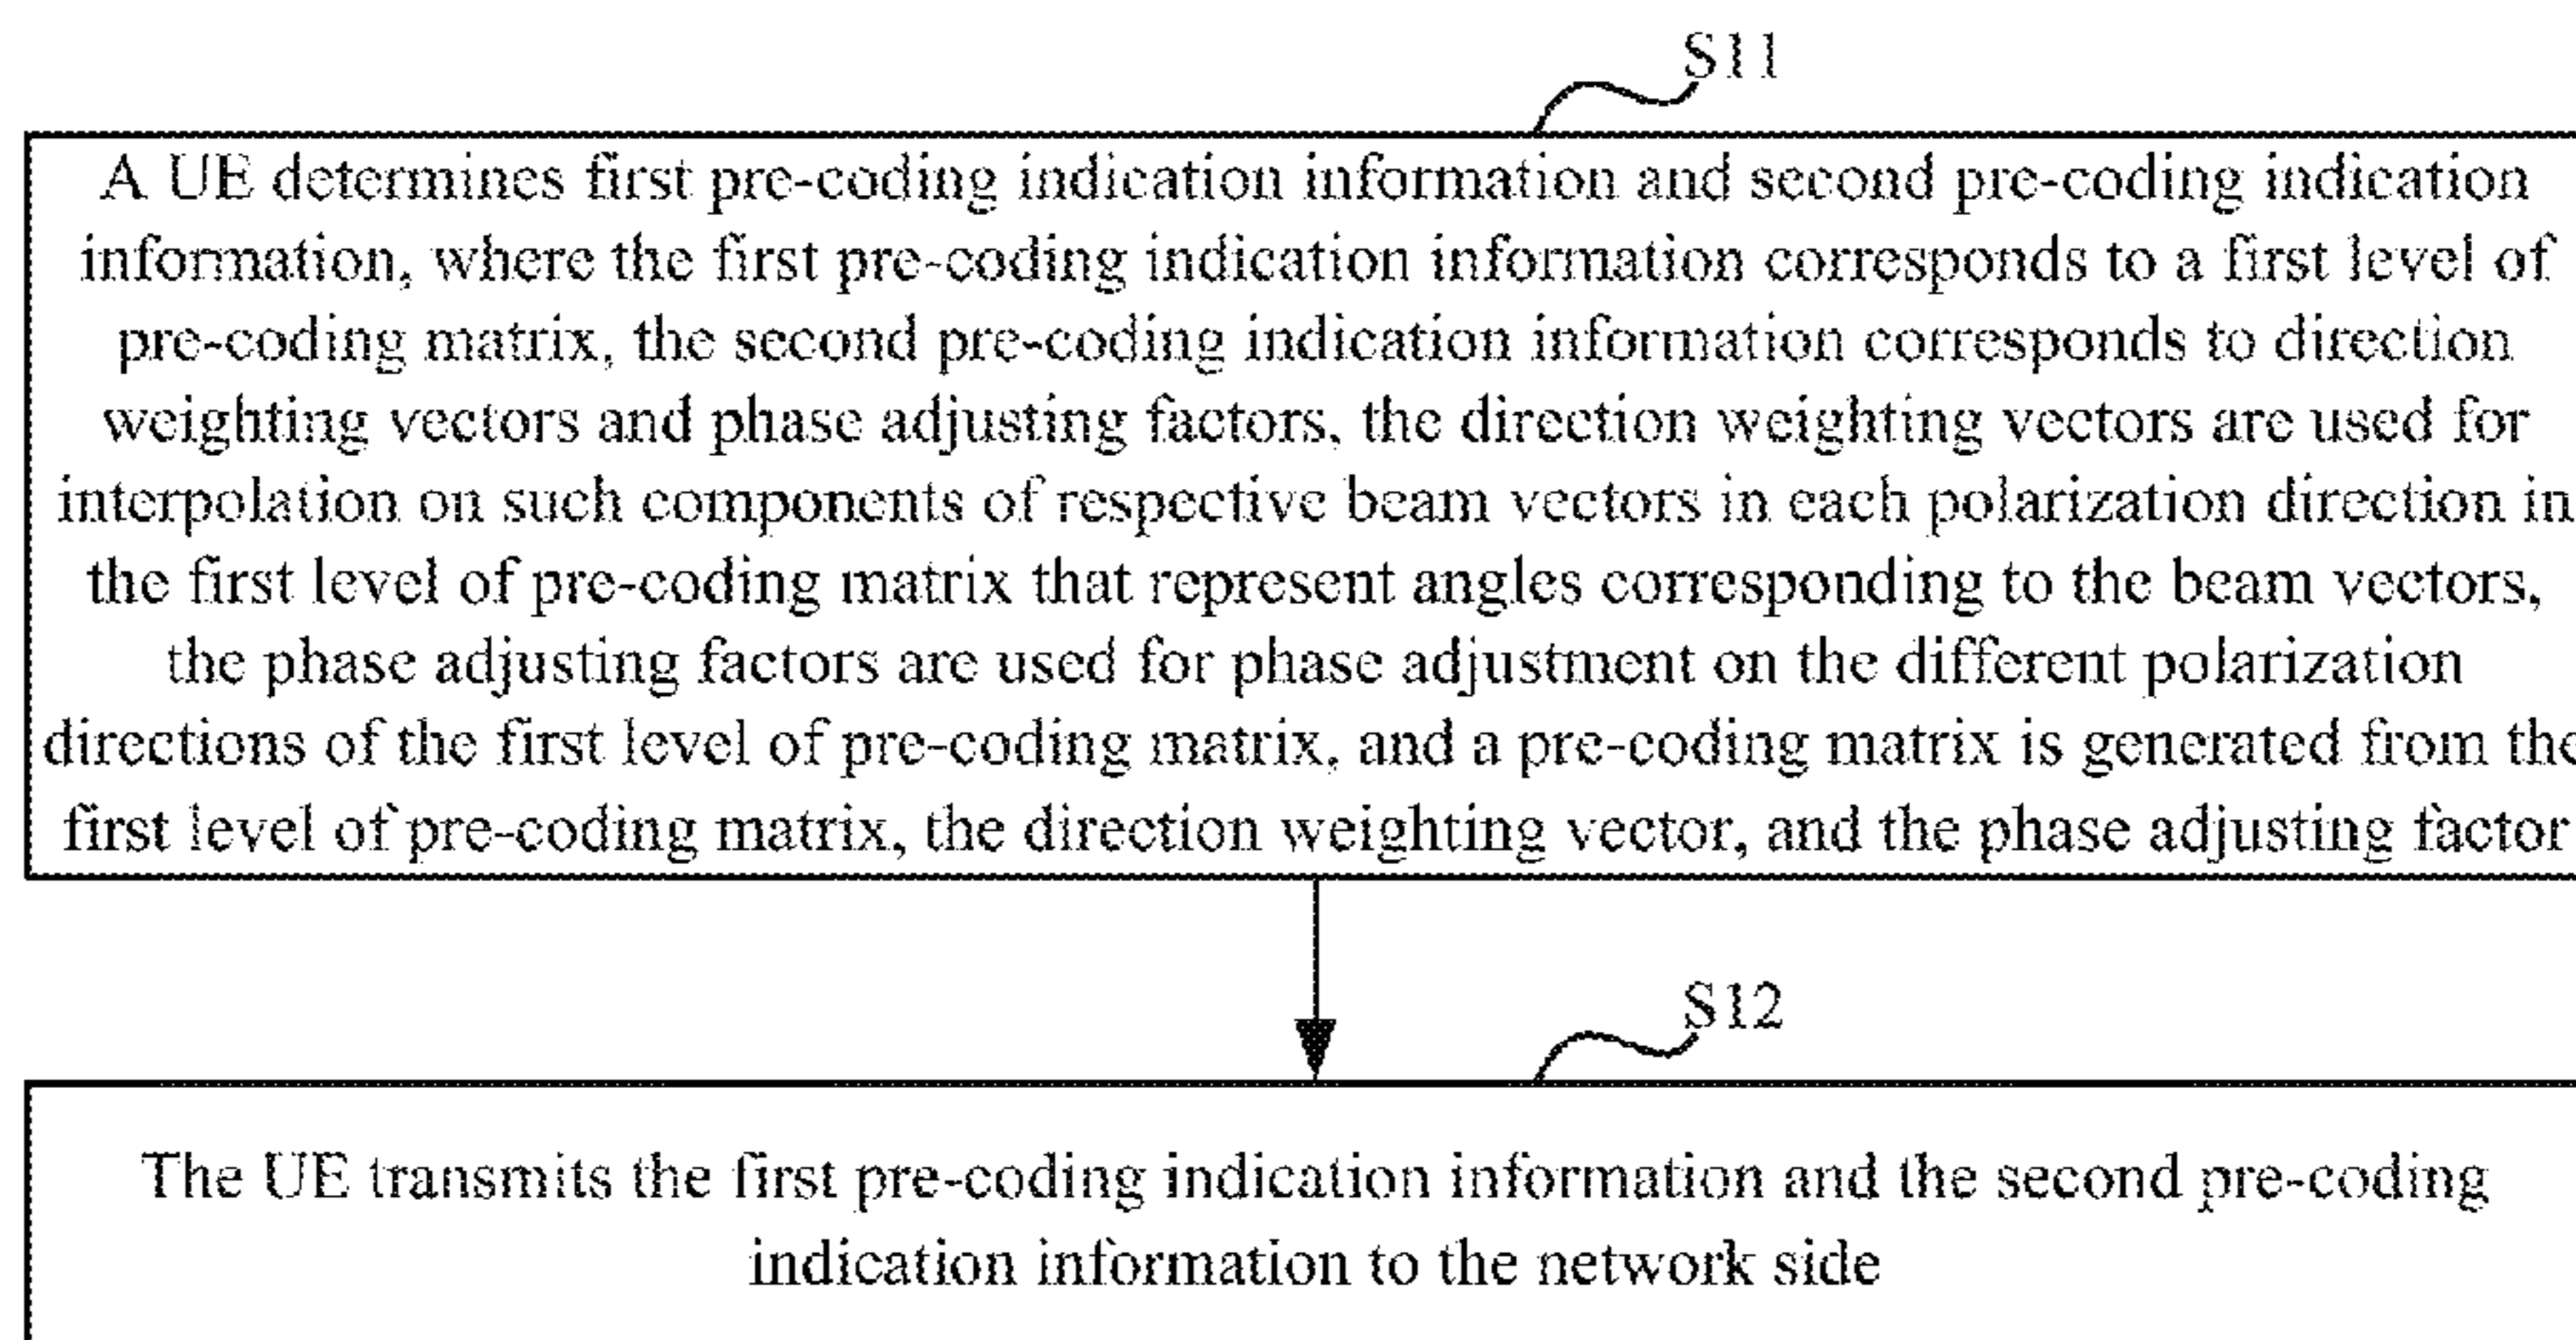 S11
A UE determines first pre-coding indication information and second pre-coding indication
information, where the first pre-coding indication information corresponds to a first level of
pre-coding matrix, the second pre-coding indication information corresponds to direction
weighting vectors and phase adjusting factors, the direction weighting vectors are used for
interpolation on such components of respective beam vectors in each polarization direction in
the first level of pre-coding matrix that represent angles corresponding to the beam vectors,
the phase adjusting factors are used for phase adjustment on the different polarization
directions of the first level of pre-coding matrix, and a pre-coding matrix is generated from the
first level of pre-coding matrix, the direction weighting vector, and the phase adjusting factor
S12
The UE transmits the first pre-coding indication information and the second pre-coding
indication information to the network side